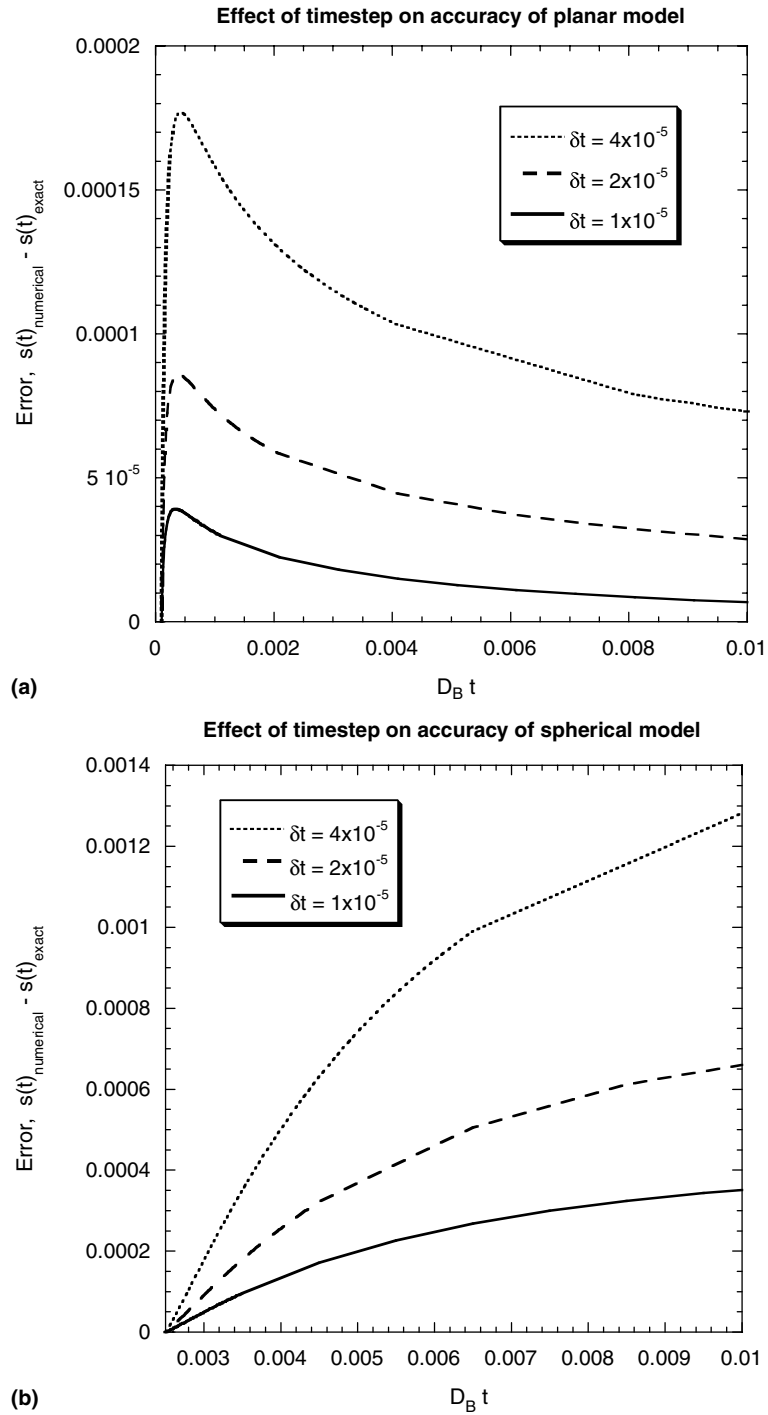 Effect of timestep on accuracy of planar model
0.0002
0.00015
0.0001
5 10⁻⁵
0
Error, s(t)numerical - s(t)exact
δt = 4x10⁻⁵
δt = 2x10⁻⁵
δt = 1x10⁻⁵
0 0.002 0.004 0.006 0.008 0.01
(a)
D_B t
Effect of timestep on accuracy of spherical model
0.0014
0.0012
0.001
0.0008
0.0006
0.0004
0.0002
0
Error, s(t)numerical - s(t)exact
δt = 4x10⁻⁵
δt = 2x10⁻⁵
δt = 1x10⁻⁵
0.003 0.004 0.005 0.006 0.007 0.008 0.009 0.01
(b)
D_B t